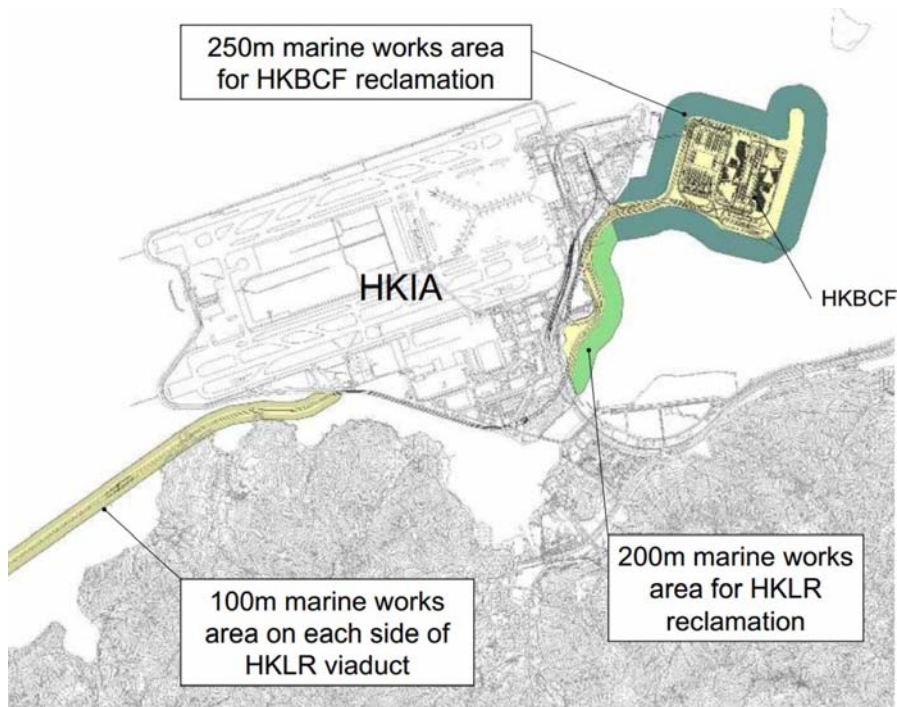 250m marine works area
for HKBCF reclamation
HKIA
HKBCF
200m marine works
area for HKLR
reclamation
100m marine works
area on each side of
HKLR viaduct